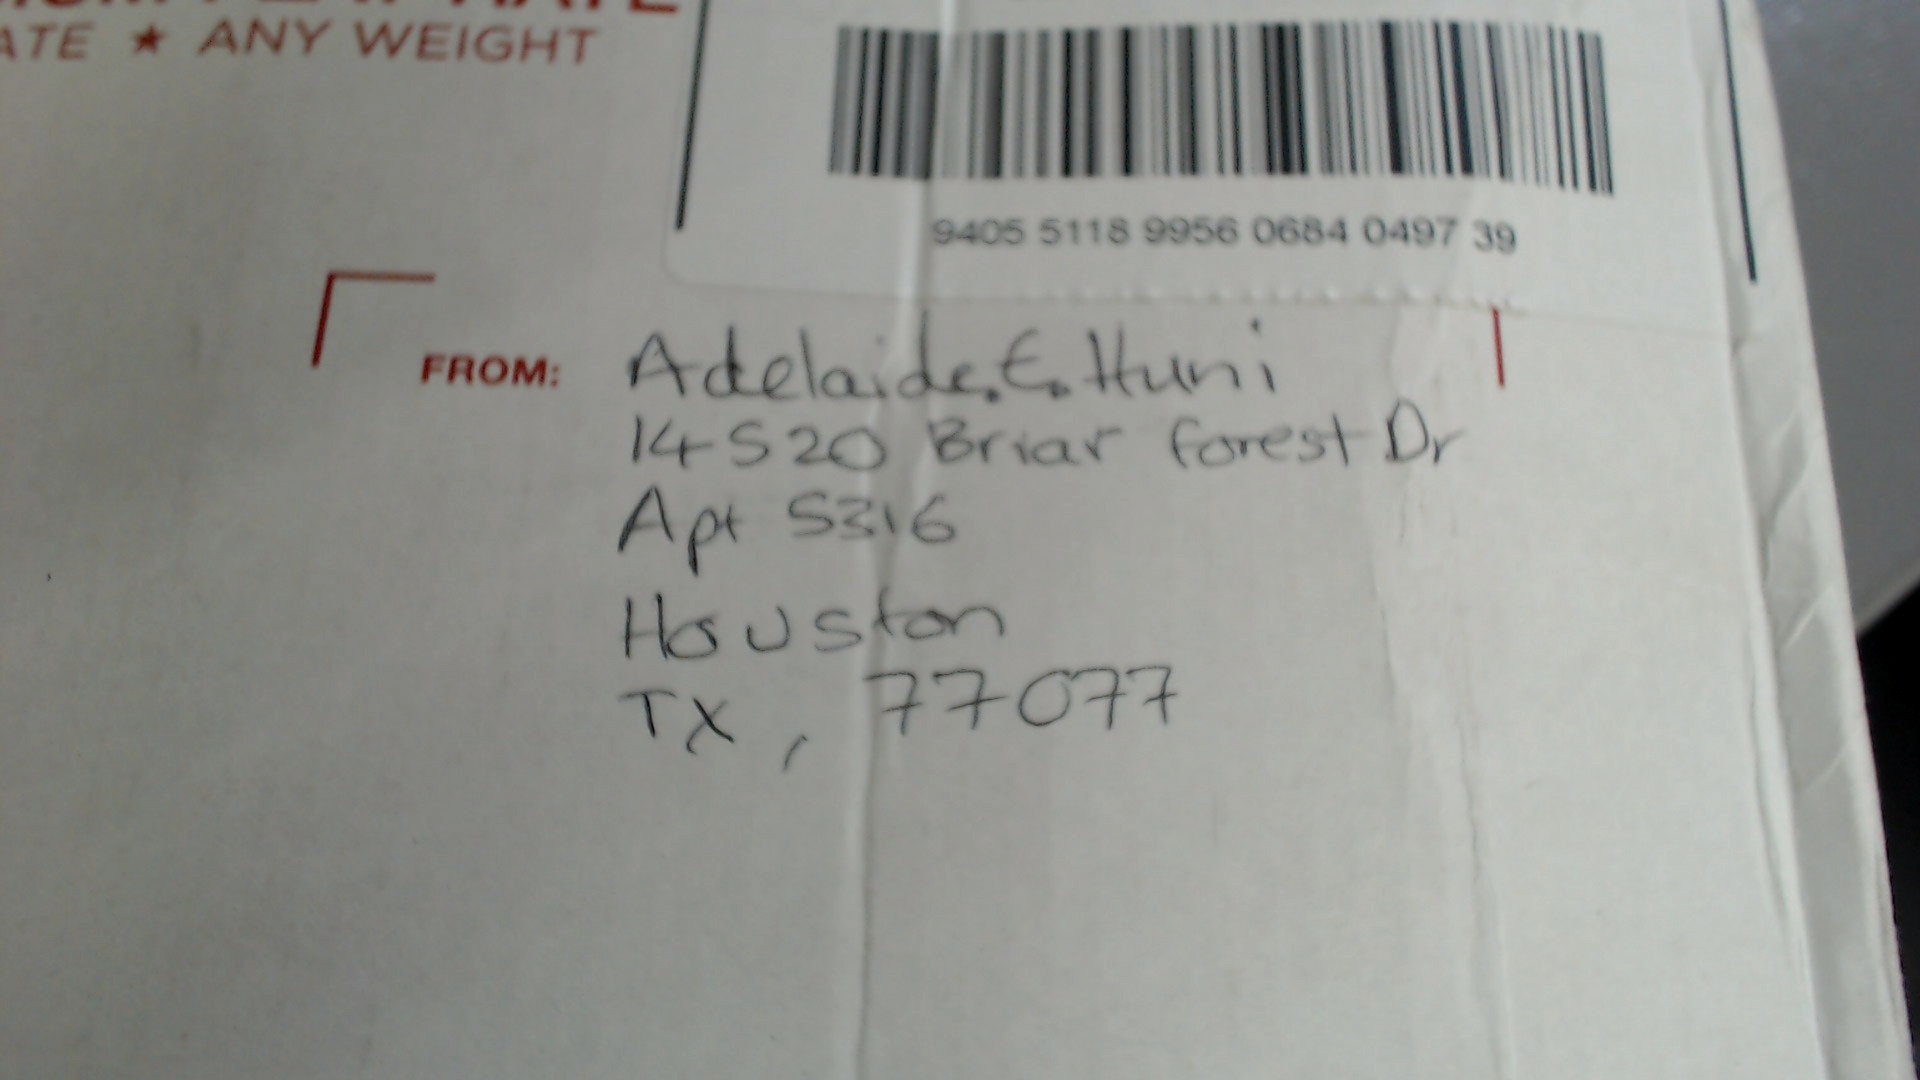 ATE ★ ANY WEIGHT
9405 5118 9956 0684 0497 39
FROM: Adelaide. E. Huni
14520 Briar Forest Dr
Apt 5316
Houston
TX, 77077